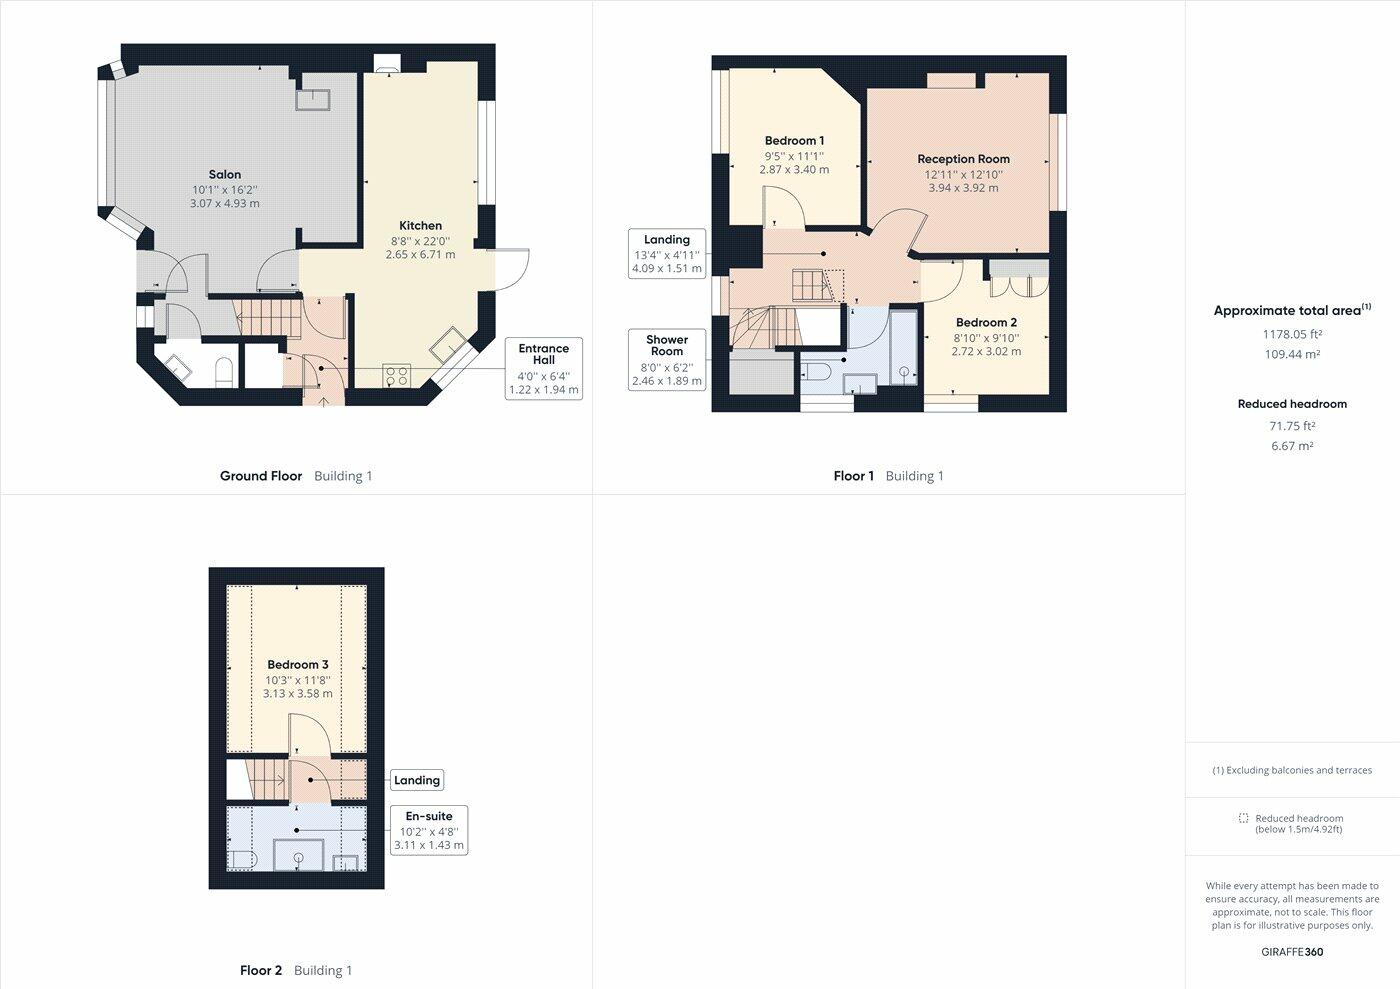 Salon
10'1" x 16'2"
3.07 x 4.93 m
Kitchen
8'8" x 22'0"
2.65 x 6.71 m
Entrance
Hall
4'0" x 6'4"
1.22 x 1.94 m
Ground Floor Building 1
Bedroom 1
9'5" x 11'1"
2.87 x 3.40 m
Reception Room
12'11" x 12'10"
3.94 x 3.92 m
Landing
13'4" x 4'11"
4.09 x 1.51 m
Shower
Room
8'0" x 6'2"
2.46 x 1.89 m
Bedroom 2
8'10" x 9'10"
2.72 x 3.02 m
Floor 1 Building 1
Bedroom 3
10'3" x 11'8"
3.13 x 3.58 m
Landing
En-suite
10'2" x 4'8"
3.11 x 1.43 m
Floor 2 Building 1
Approximate total area(1)
1178.05 ft²
109.44 m²
Reduced headroom
71.75 ft²
6.67 m²
(1) Excluding balconies and terraces
Reduced headroom
(below 1.5m/4.92ft)
While every attempt has been made to
ensure accuracy, all measurements are
approximate, not to scale. This floor
plan is for illustrative purposes only.
GIRAFFE360